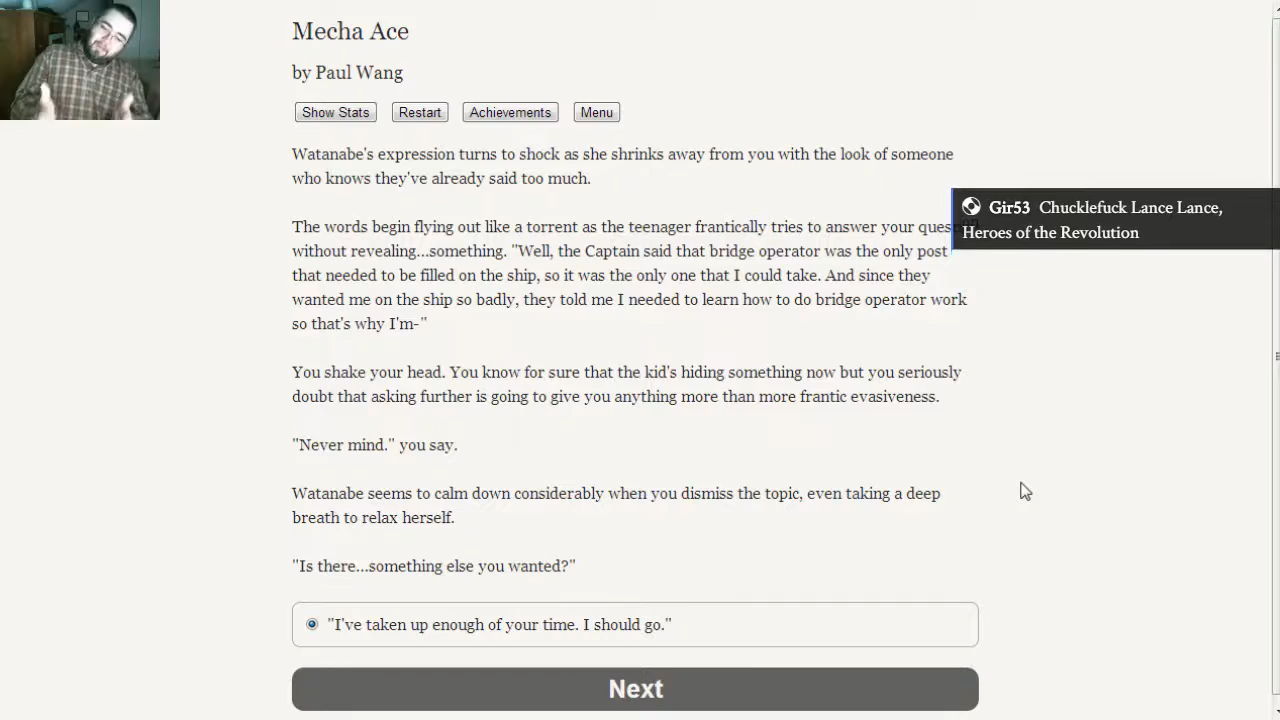 Mecha Ace
by Paul Wang
Show Stats Restart Achievements Menu
Watanabe's expression turns to shock as she shrinks away from you with the look of someone
who knows they've already said too much.
Gir53 Chucklefuck Lance Lance,
Heroes of the Revolution
The words begin flying out like a torrent as the teenager frantically tries to answer your
without revealing...something. "Well, the Captain said that bridge operator was the only post
that needed to be filled on the ship, so it was the only one that I could take. And since they
wanted me on the ship so badly, they told me I needed to learn how to do bridge operator work
so that's why I'm-"
You shake your head. You know for sure that the kid's hiding something now but you seriously
doubt that asking further is going to give you anything more than more frantic evasiveness.
"Never mind." you say.
Watanabe seems to calm down considerably when you dismiss the topic, even taking a deep
breath to relax herself.
"Is there...something else you wanted?"
"I've taken up enough of your time. I should go."
Next